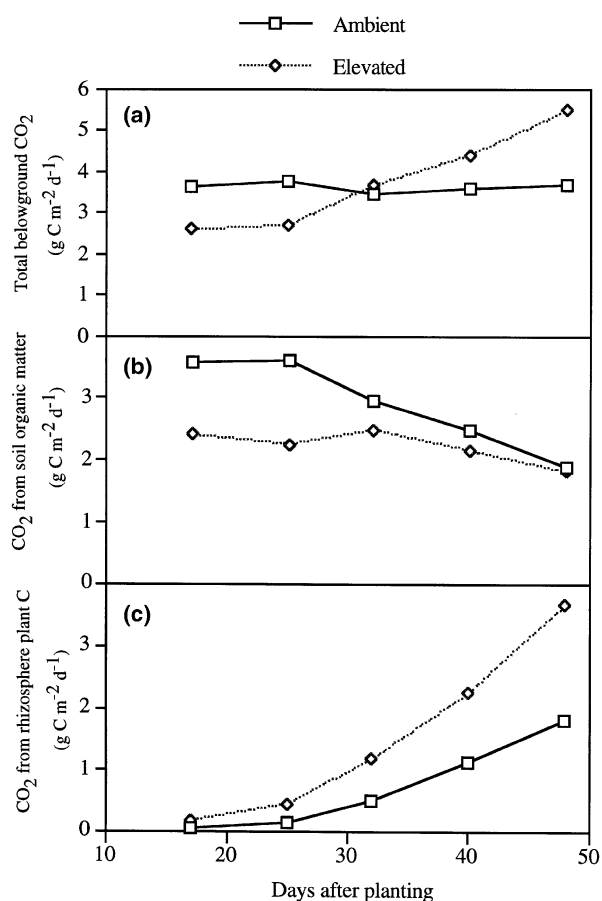 Ambient
Elevated
(a)
Total belowground CO₂
(g C m⁻² d⁻¹)
6
5
4
3
2
1
0
(b)
CO₂ from soil organic matter
(g C m⁻² d⁻¹)
3
2
1
0
(c)
CO₂ from rhizosphere plant C
(g C m⁻² d⁻¹)
3
2
1
0
10 20 30 40 50
Days after planting